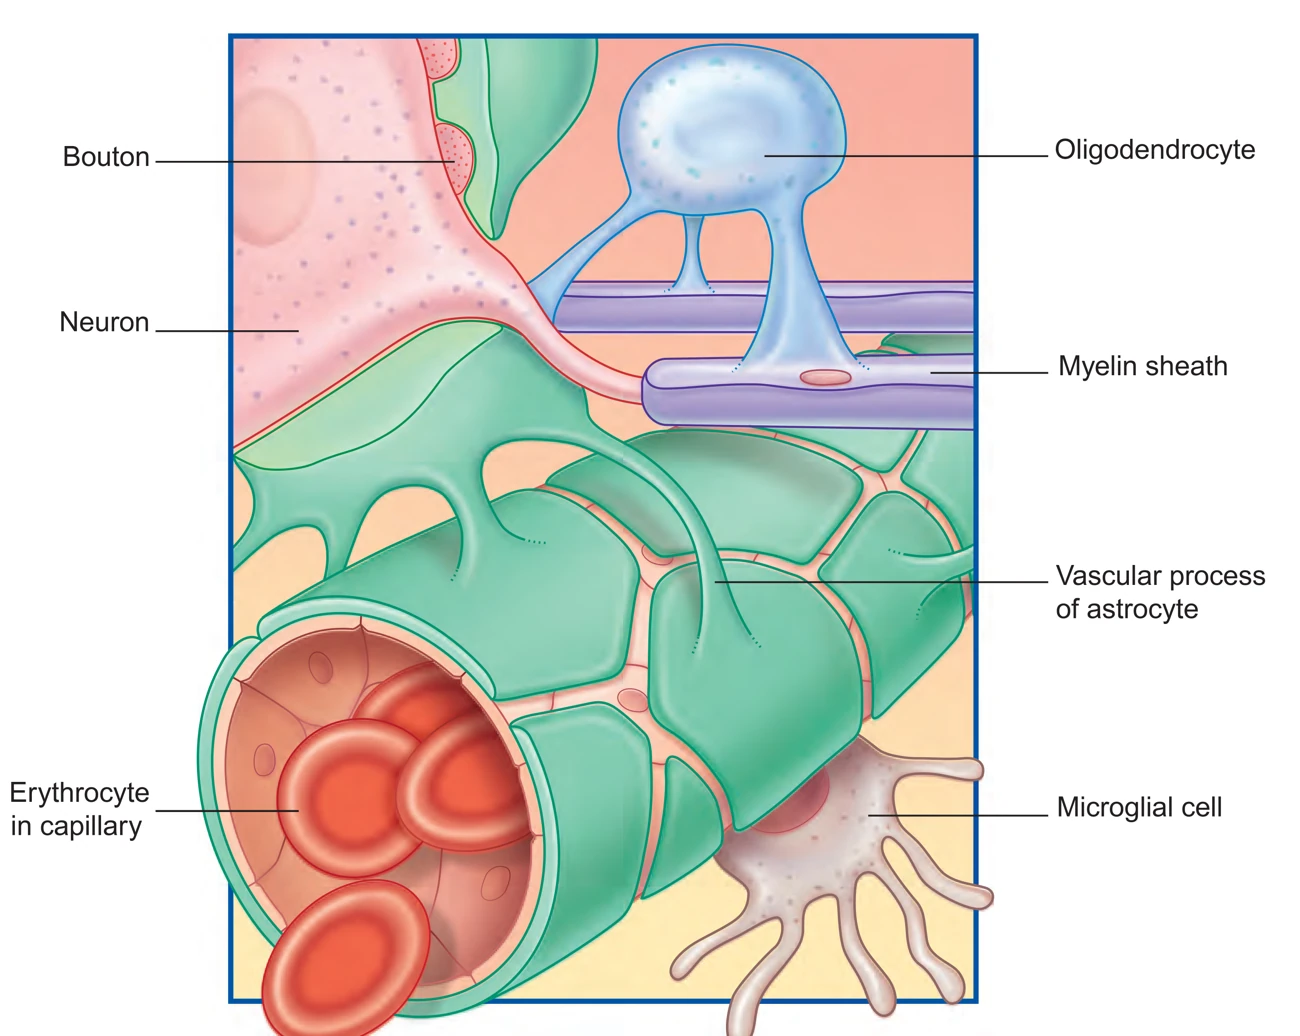 Bouton
Oligodendrocyte
Neuron
Myelin sheath
Vascular process
of astrocyte
Erythrocyte
in capillary
Microglial cell